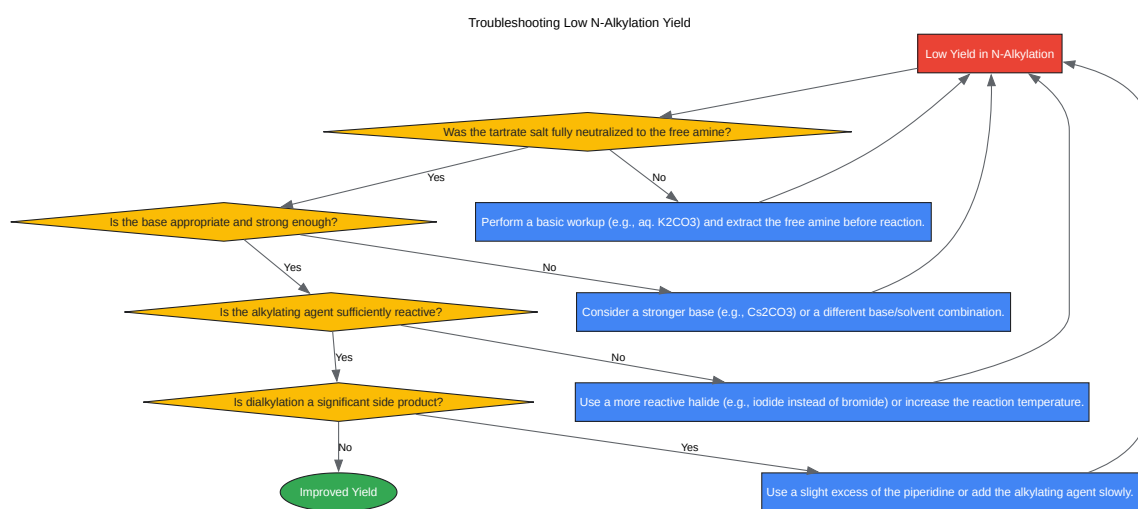 Troubleshooting Low N-Alkylation Yield
Low Yield in N-Alkylation
Was the tartrate salt fully neutralized to the free amine?
Yes
No
Is the base appropriate and strong enough?
Perform a basic workup (e.g., aq. K2CO3) and extract the free amine before reaction.
Yes
No
Is the alkylating agent sufficiently reactive?
Consider a stronger base (e.g., Cs2CO3) or a different base/solvent combination.
Yes
No
Is dialkylation a significant side product?
Use a more reactive halide (e.g., iodide instead of bromide) or increase the reaction temperature.
No
Yes
Improved Yield
Use a slight excess of the piperidine or add the alkylating agent slowly.